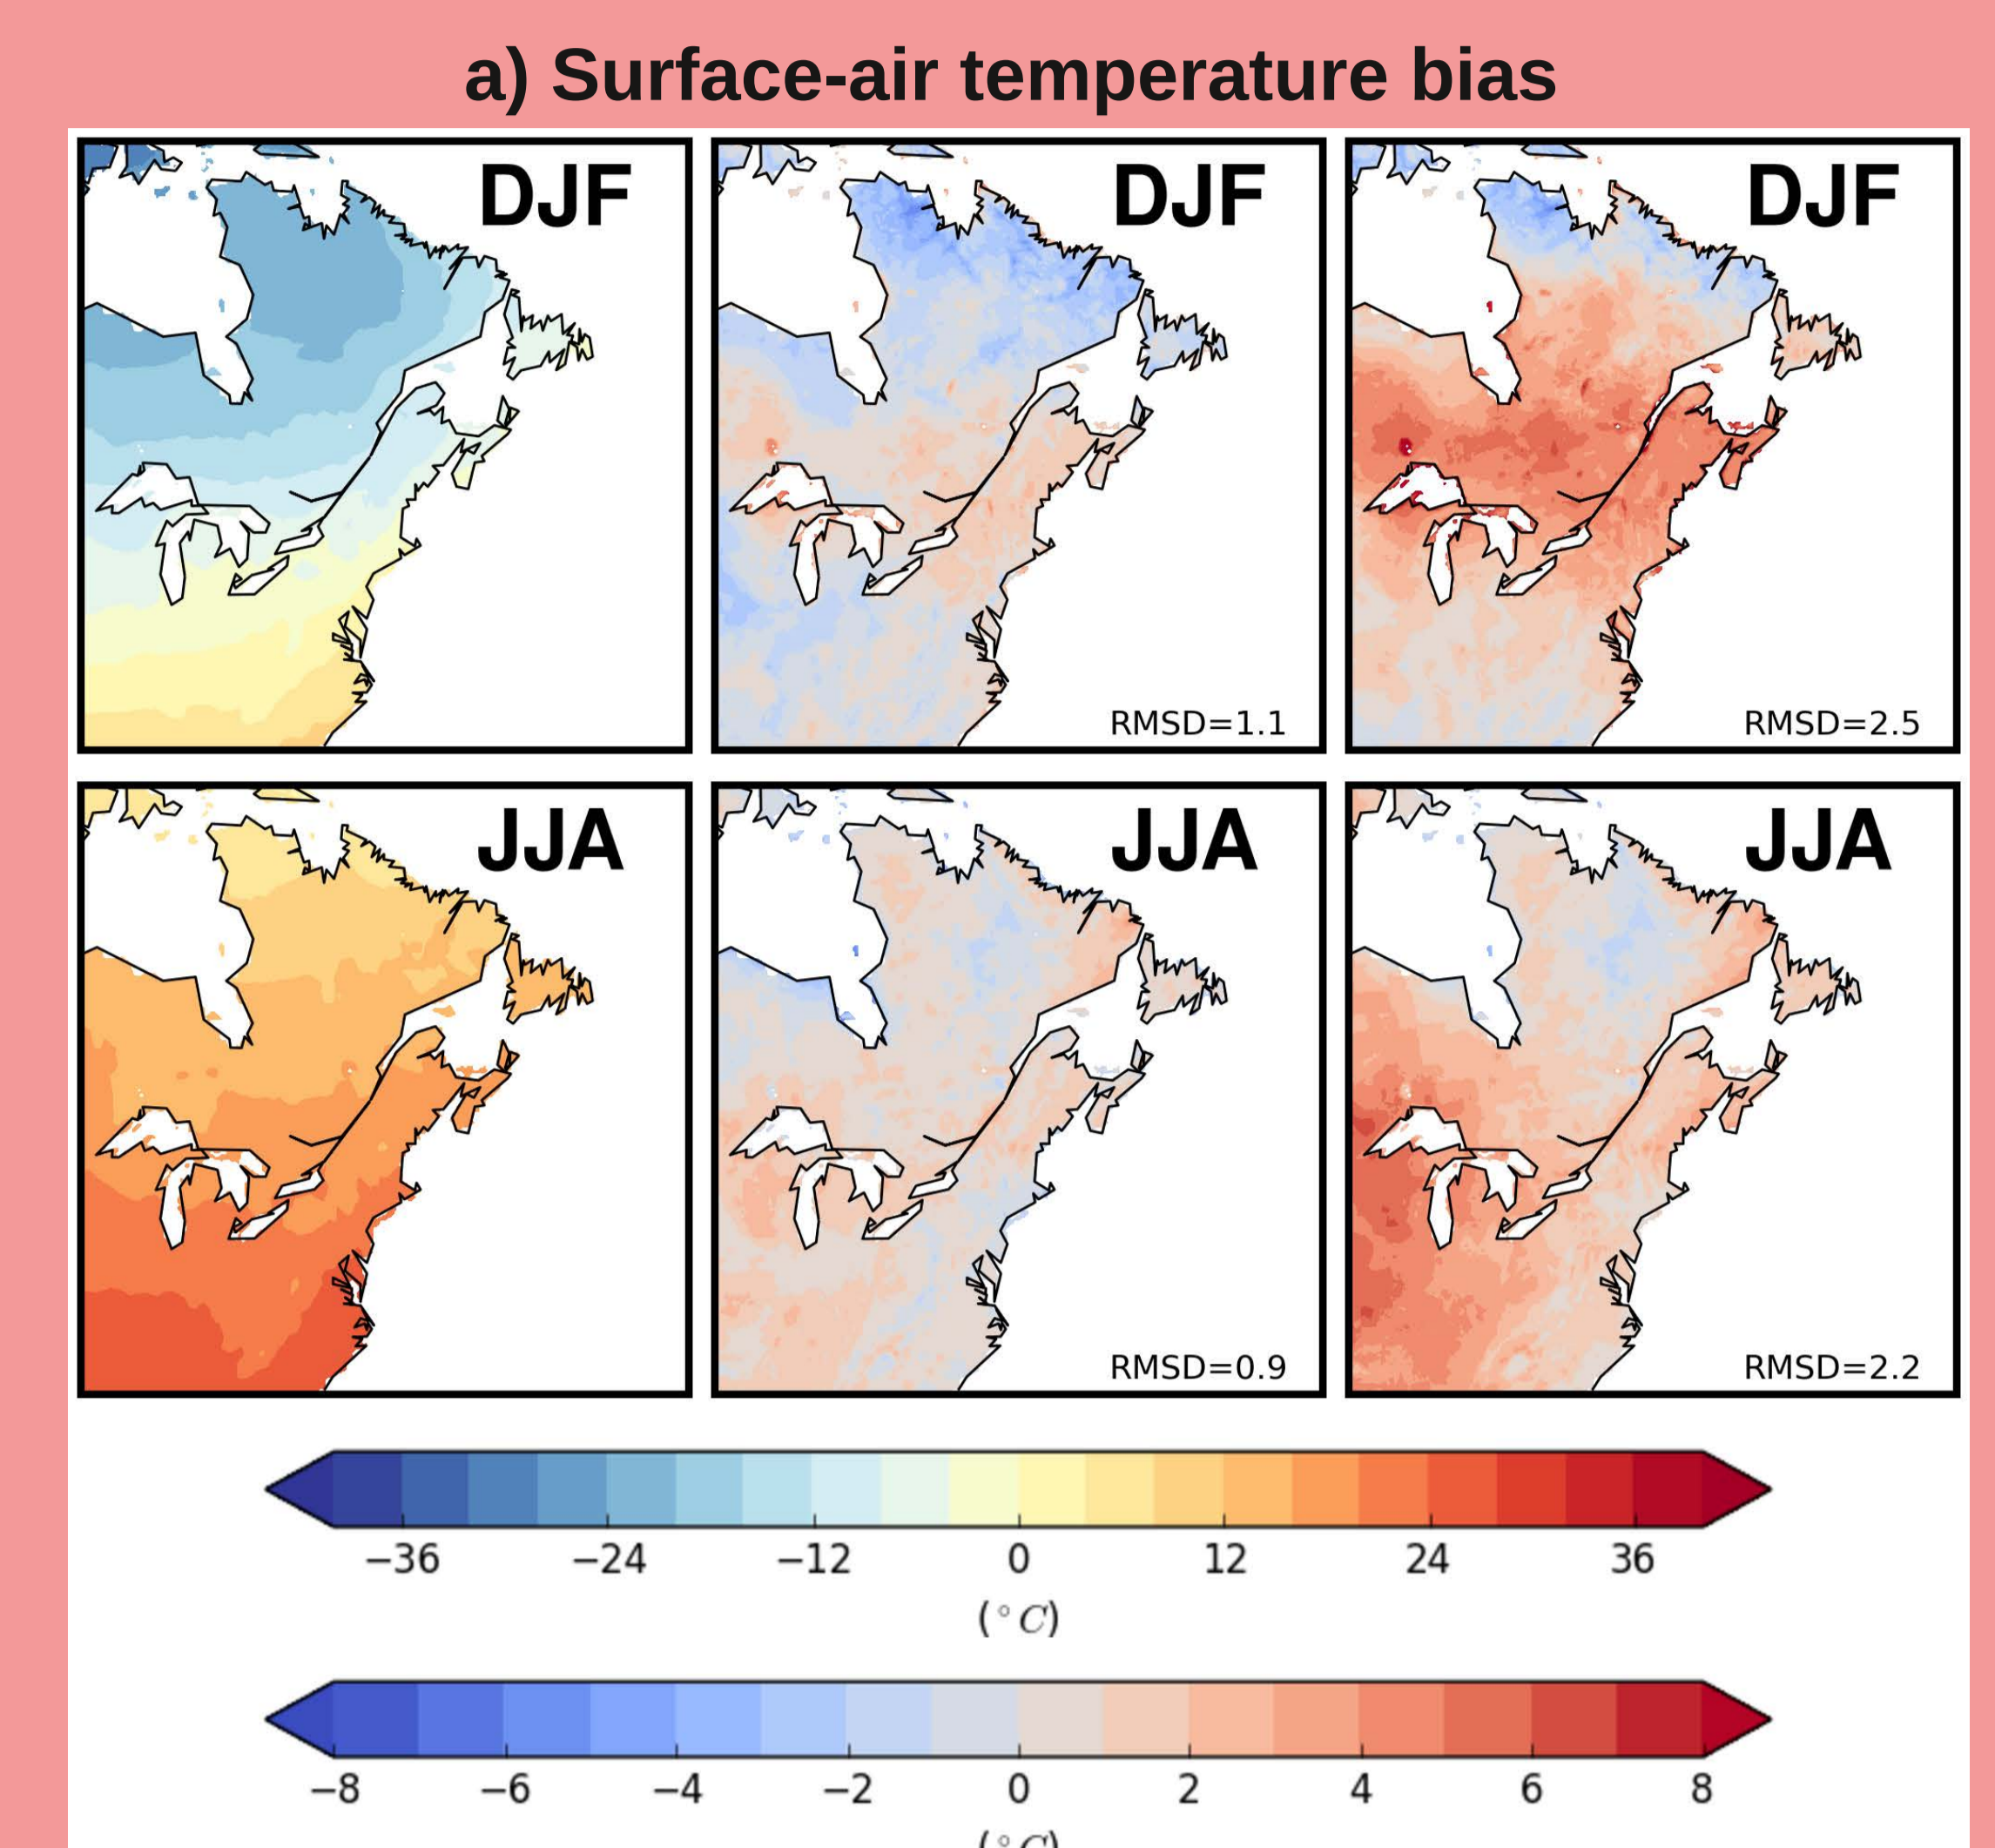 a) Surface-air temperature bias
DJF
DJF
RMSD=1.1
DJF
RMSD=2.5
JJA
JJA
RMSD=0.9
JJA
RMSD=2.2
−36 −24 −12 0 12 24 36
(°C)
−8 −6 −4 −2 0 2 4 6 8
(°C)